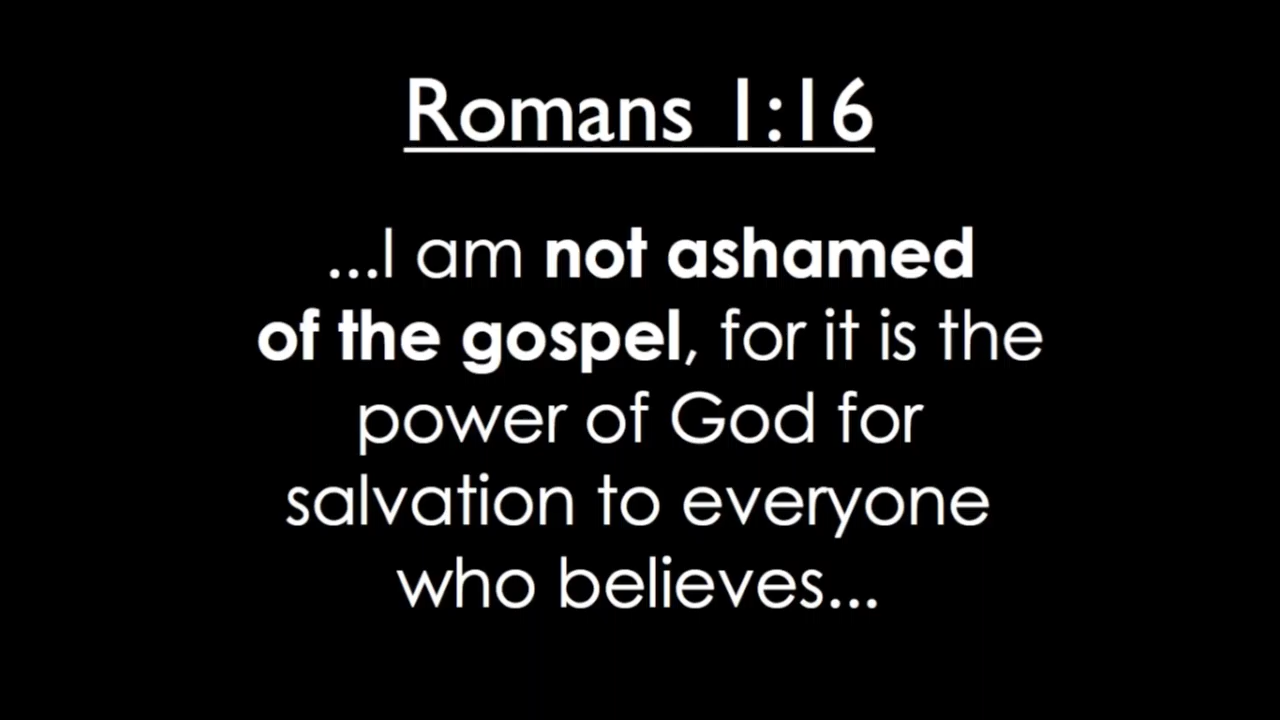 Romans 1:16
...I am not ashamed
of the gospel, for it is the
power of God for
salvation to everyone
who believes...